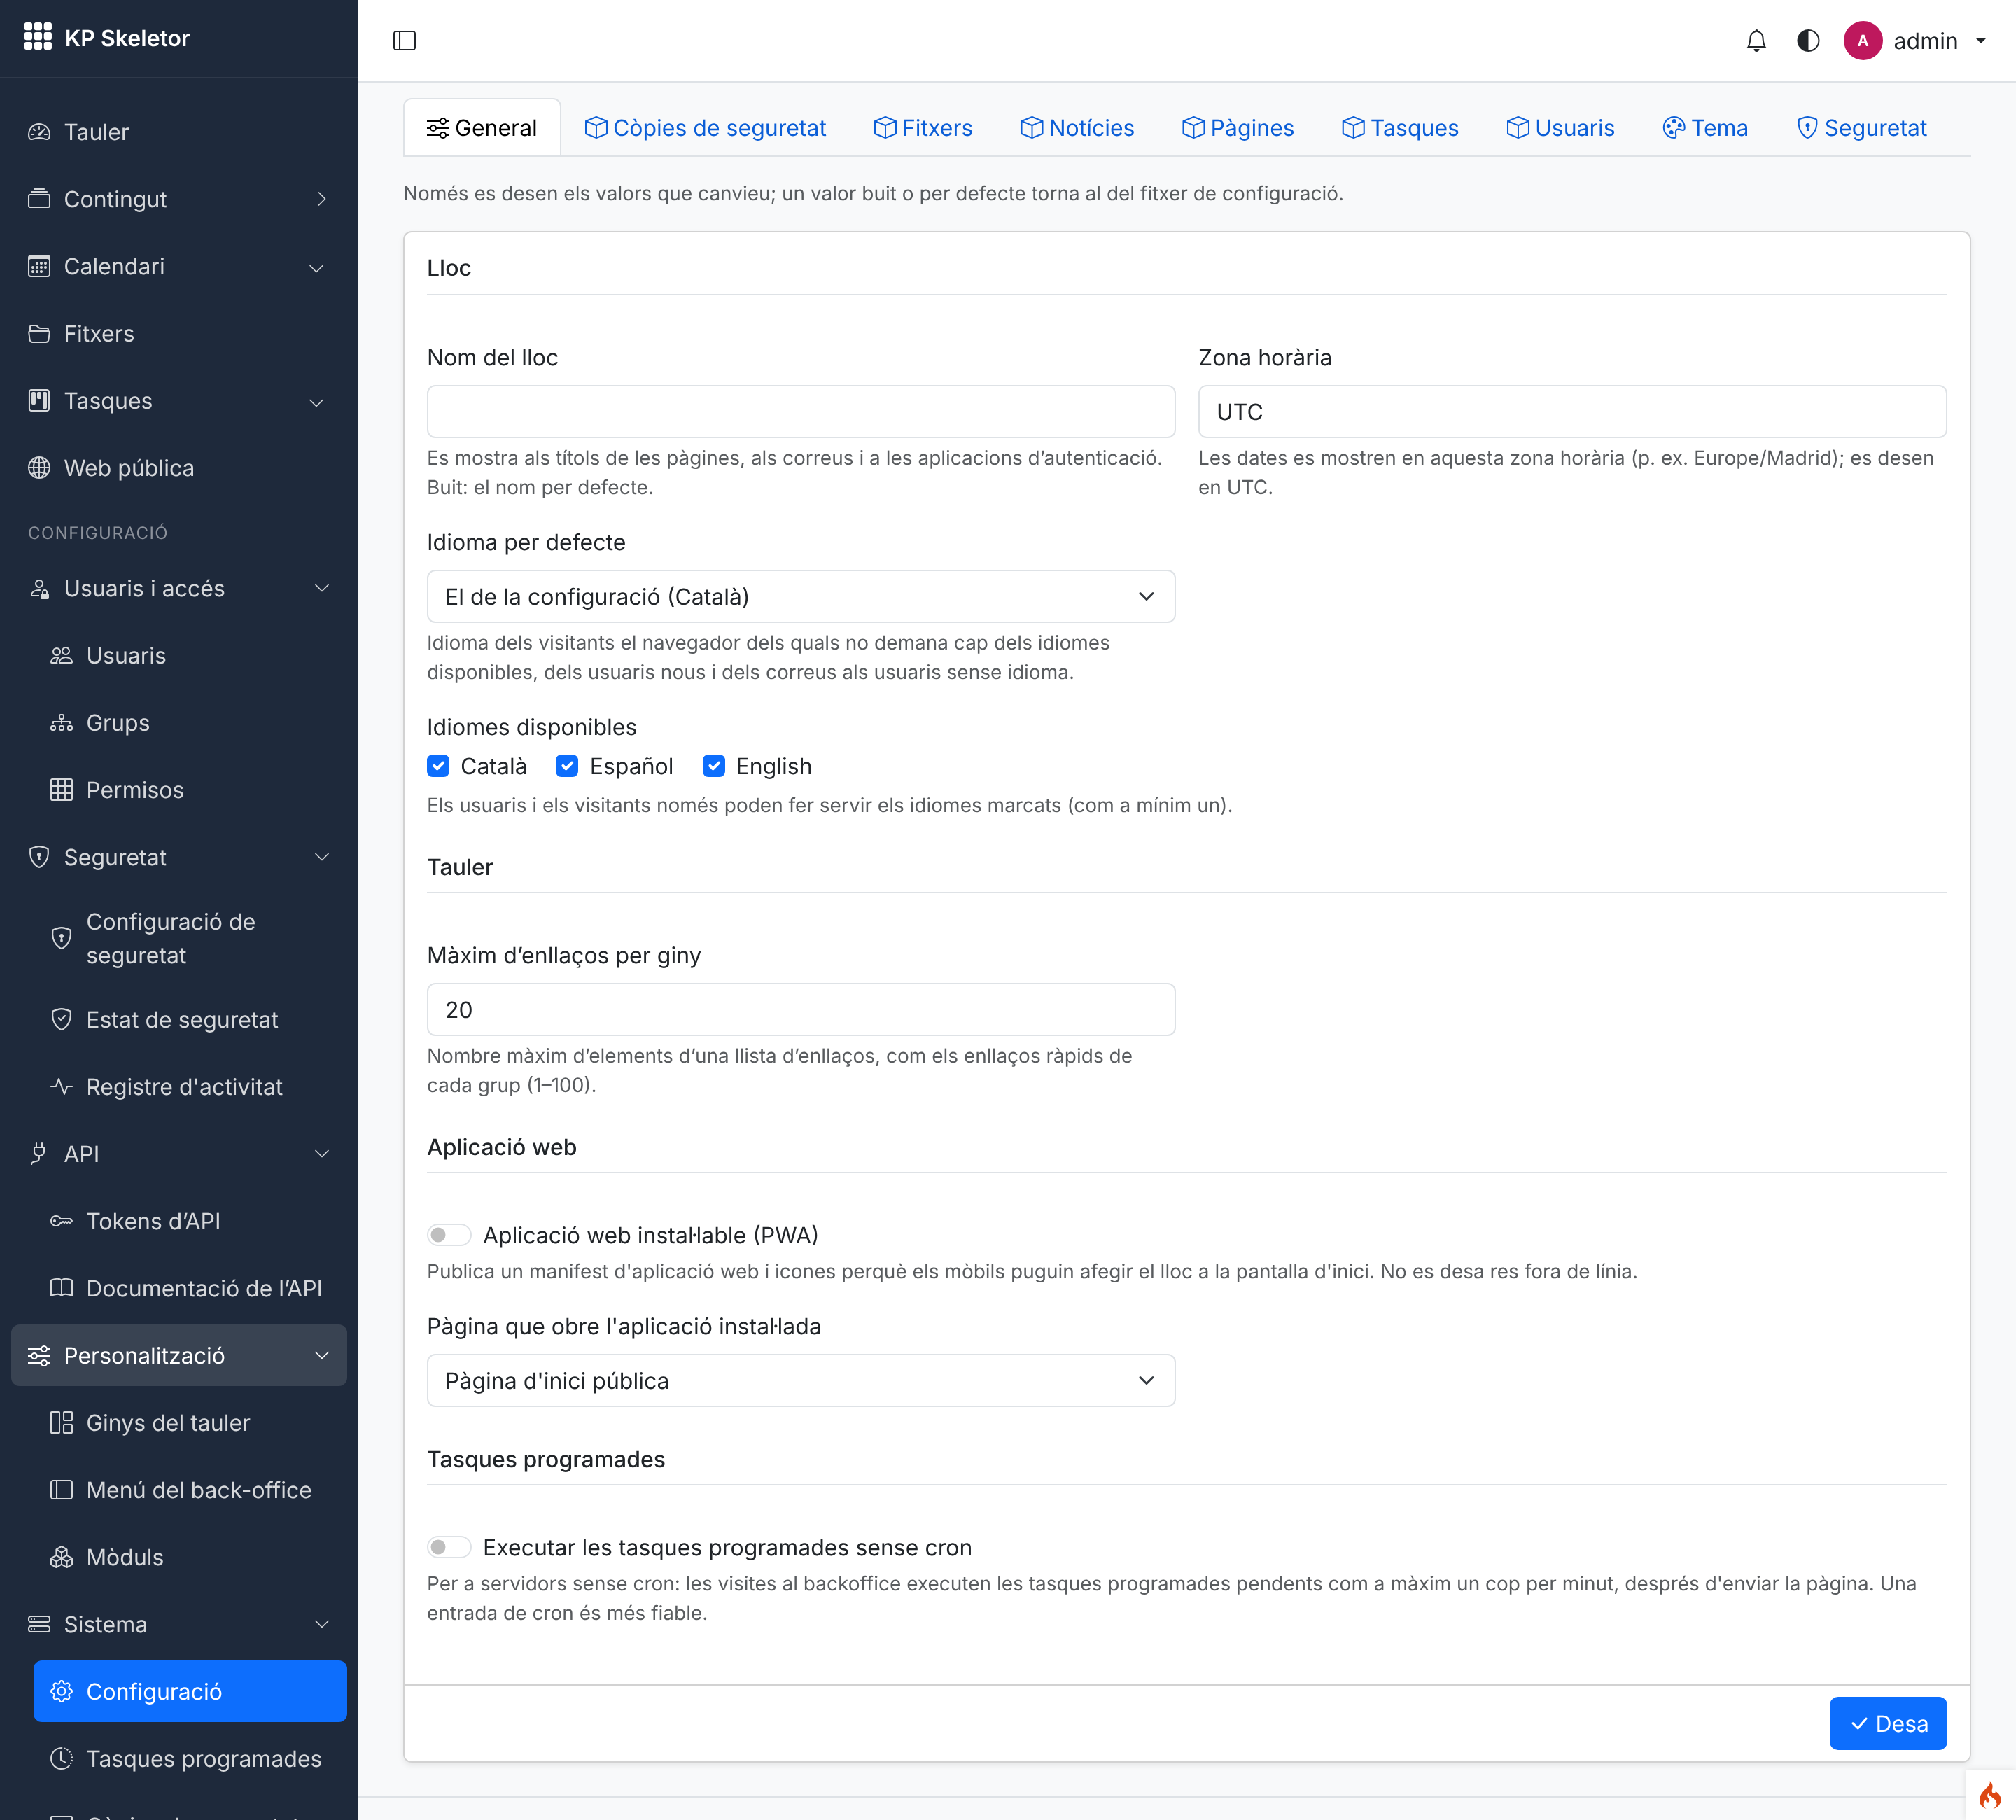 KP Skeletor
A
admin
Tauler
Contingut
Calendari
Fitxers
Tasques
Web pública
CONFIGURACIÓ
Usuaris i accés
Usuaris
Grups
Permisos
Seguretat
Configuració de
seguretat
Estat de seguretat
Registre d'activitat
API
Tokens d’API
Documentació de l’API
Personalització
Ginys del tauler
Menú del back-office
Mòduls
Sistema
Configuració
Tasques programades
General
Còpies de seguretat
Fitxers
Notícies
Pàgines
Tasques
Usuaris
Tema
Seguretat
Només es desen els valors que canvieu; un valor buit o per defecte torna al del fitxer de configuració.
Lloc
Nom del lloc
Es mostra als títols de les pàgines, als correus i a les aplicacions d’autenticació.
Buit: el nom per defecte.
Zona horària
UTC
Les dates es mostren en aquesta zona horària (p. ex. Europe/Madrid); es desen
en UTC.
Idioma per defecte
El de la configuració (Català)
Idioma dels visitants el navegador dels quals no demana cap dels idiomes
disponibles, dels usuaris nous i dels correus als usuaris sense idioma.
Idiomes disponibles
Català
Español
English
Els usuaris i els visitants només poden fer servir els idiomes marcats (com a mínim un).
Tauler
Màxim d’enllaços per giny
20
Nombre màxim d’elements d’una llista d’enllaços, com els enllaços ràpids de
cada grup (1–100).
Aplicació web
Aplicació web instal·lable (PWA)
Publica un manifest d'aplicació web i icones perquè els mòbils puguin afegir el lloc a la pantalla d'inici. No es desa res fora de línia.
Pàgina que obre l'aplicació instal·lada
Pàgina d'inici pública
Tasques programades
Executar les tasques programades sense cron
Per a servidors sense cron: les visites al backoffice executen les tasques programades pendents com a màxim un cop per minut, després d'enviar la pàgina. Una
entrada de cron és més fiable.
Desa